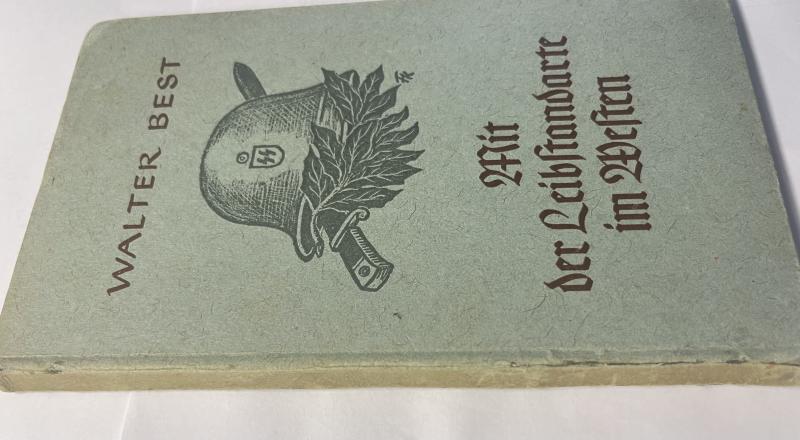 WALTER BEST
Mit
der Leibstandarte
im Westen